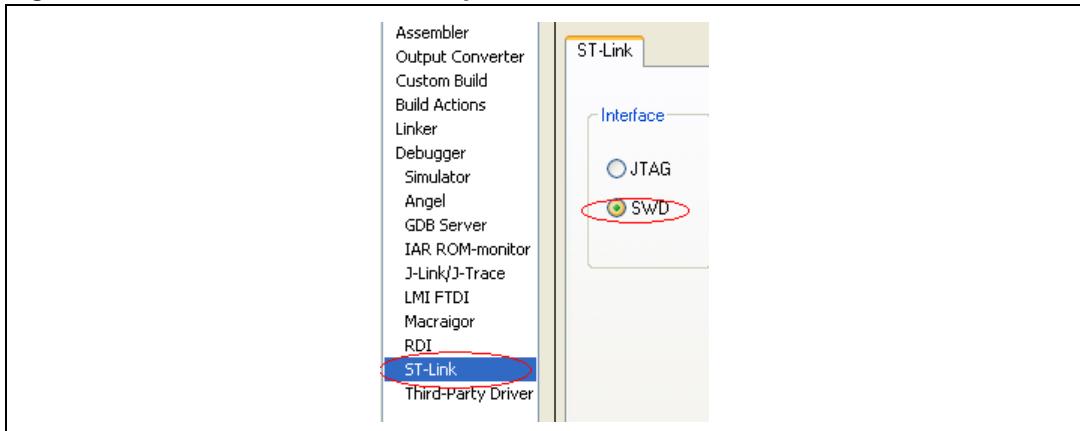 Assembler
Output Converter
Custom Build
Build Actions
Linker
Debugger
Simulator
Angel
GDB Server
IAR ROM-monitor
J-Link/J-Trace
LMI FTDI
Macraigor
RDI
ST-Link
Third-Party Driver
ST-Link
Interface
JTAG
SWD